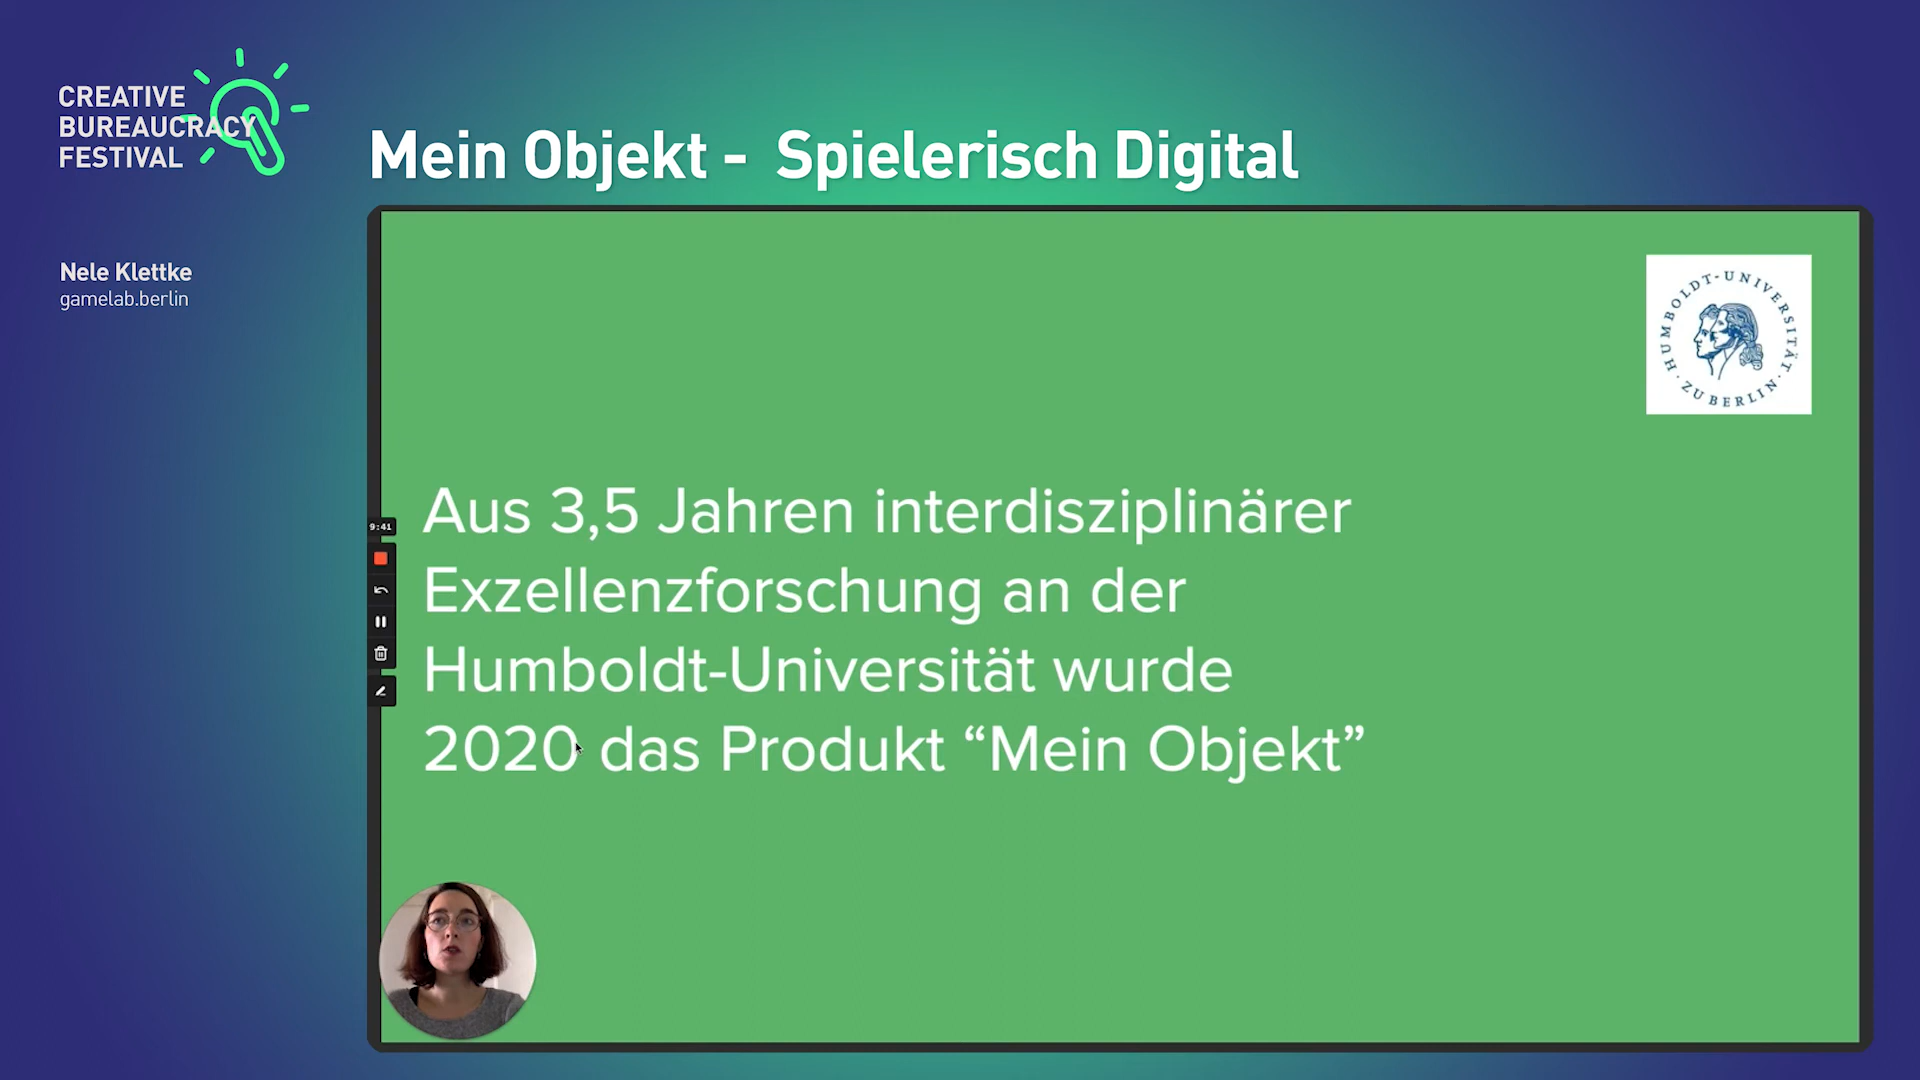 CREATIVE
BUREAUCRACY
FESTIVAL
Mein Objekt - Spielerisch Digital
Nele Klettke
gamelab.berlin
HUMBOLDT-UNIVERSITÄT
· ZU BERLIN ·
9:41
Aus 3,5 Jahren interdisziplinärer
Exzellenzforschung an der
Humboldt-Universität wurde
2020 das Produkt “Mein Objekt”